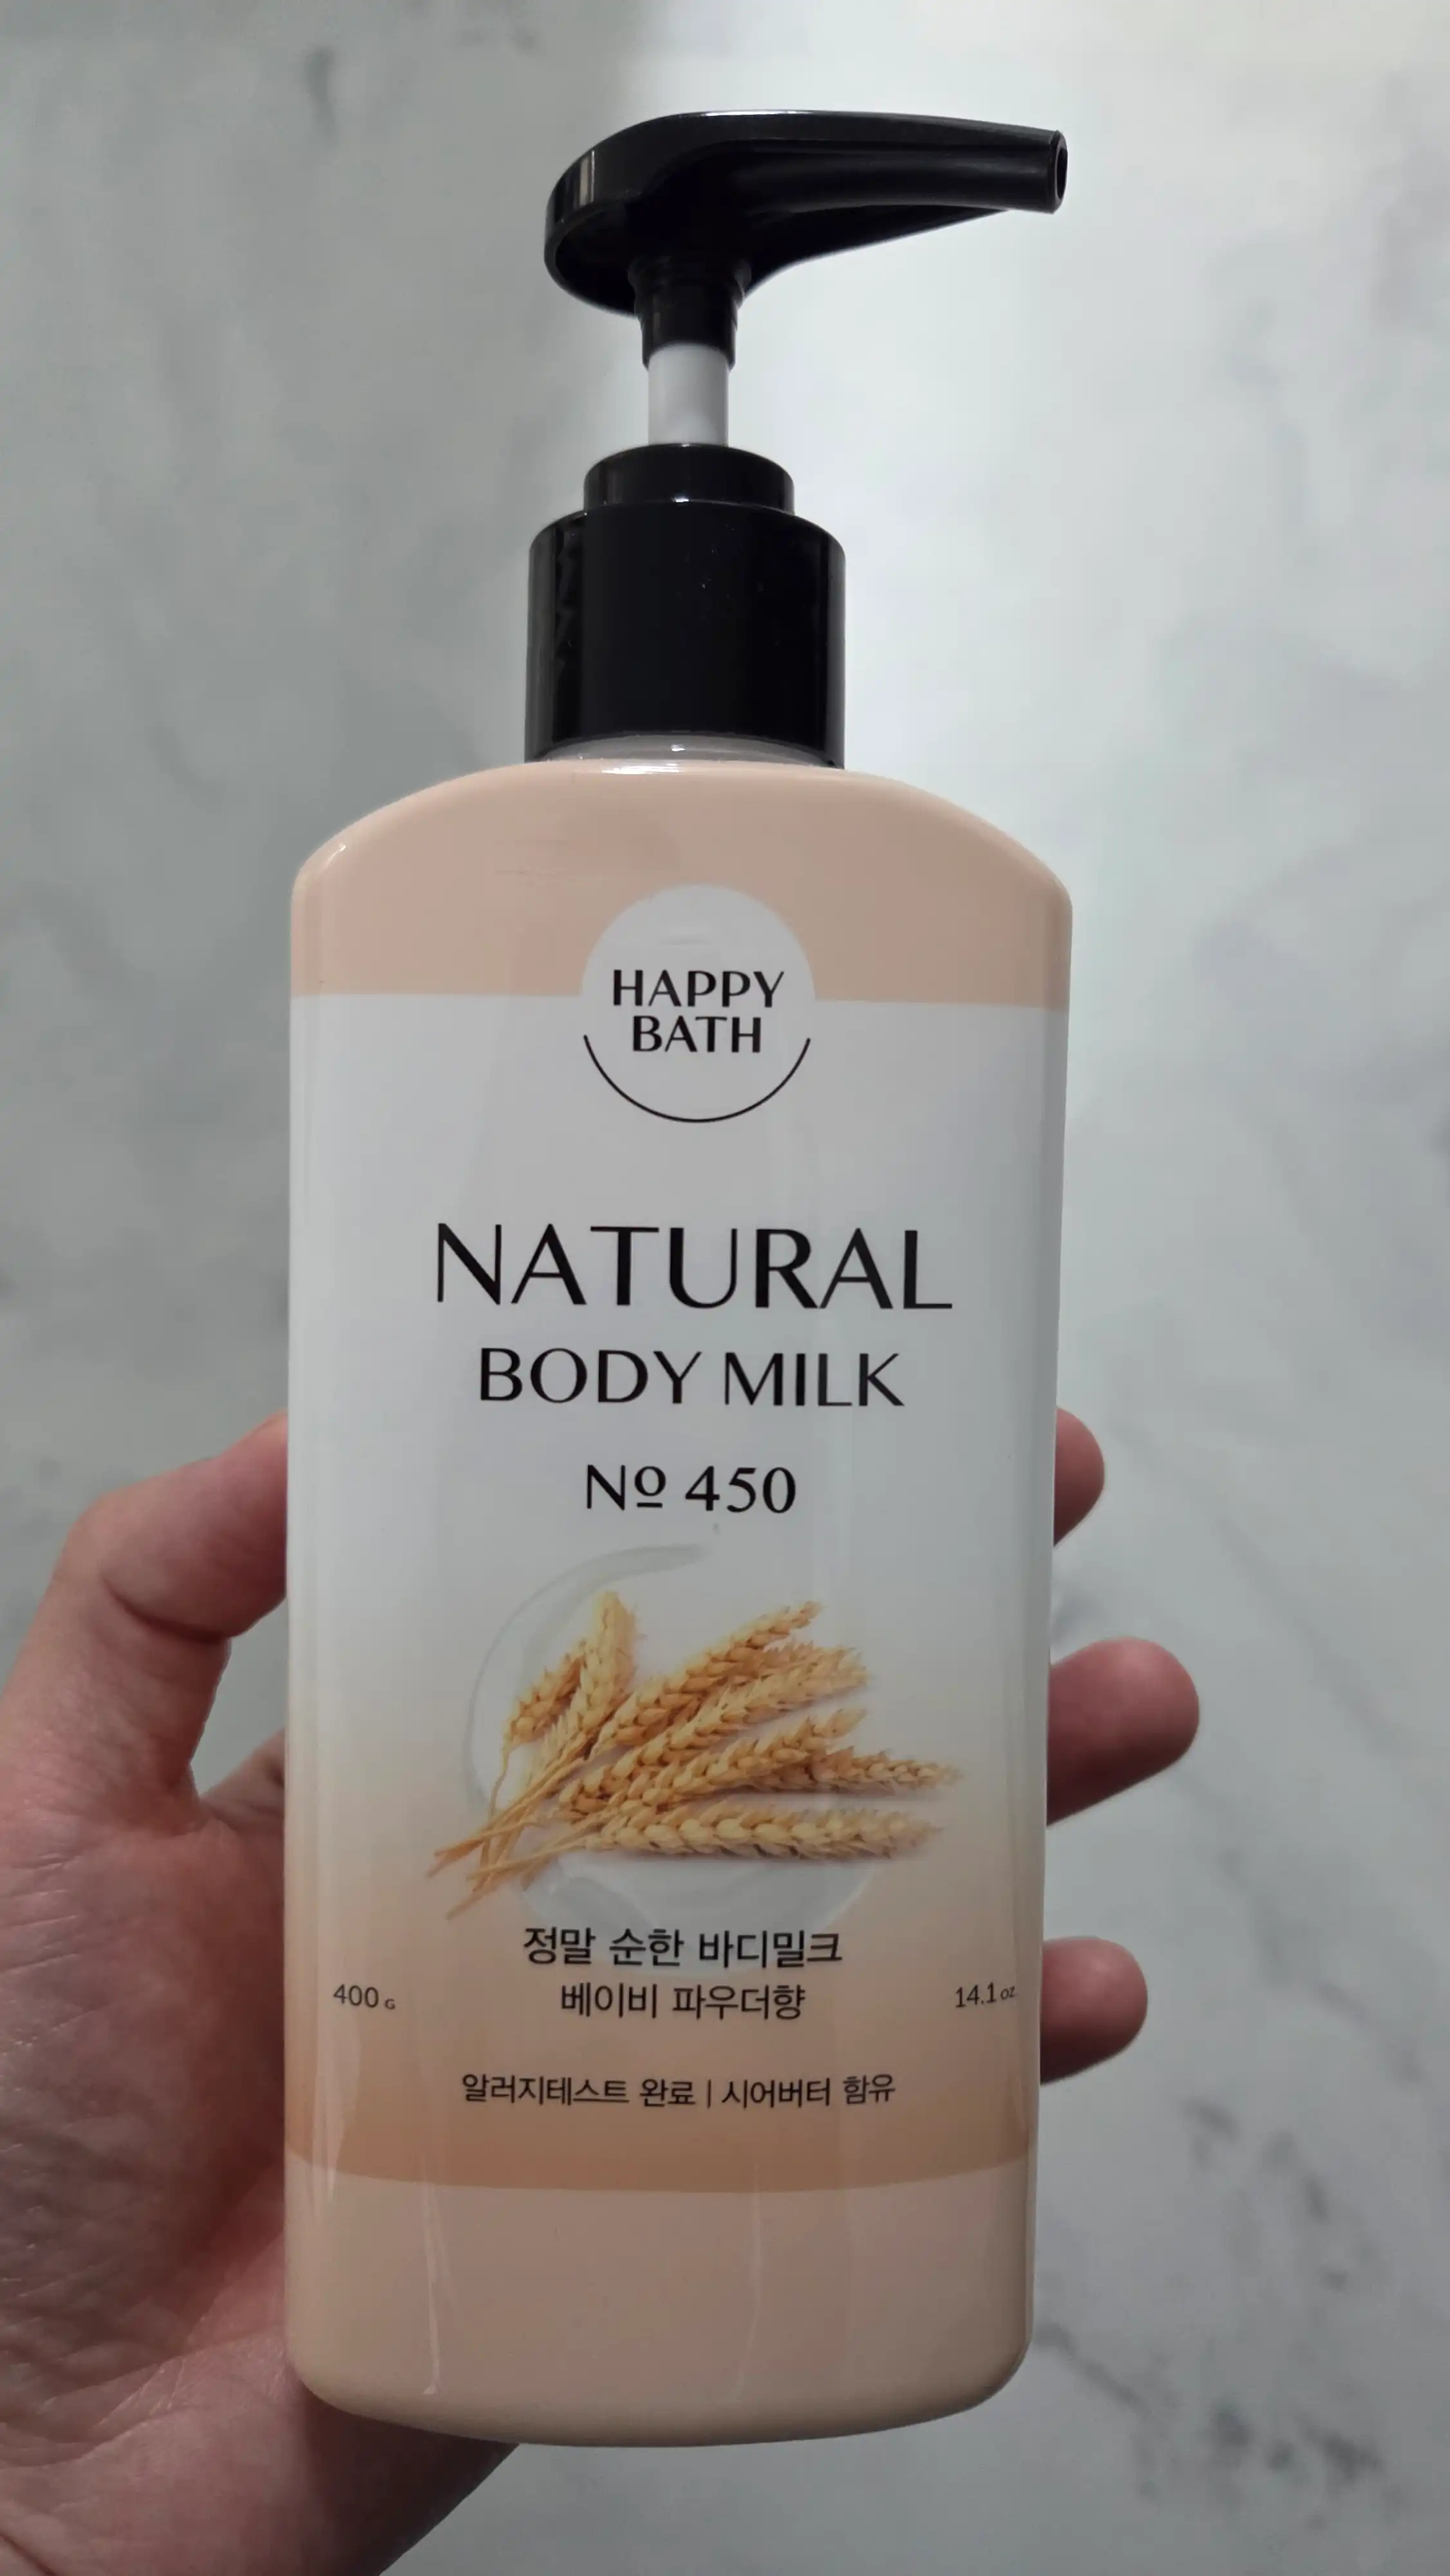 HAPPY
BATH
NATURAL
BODY MILK
Nº 450
정말 순한 바디밀크
400 G
베이비 파우더향
14.1 oz.
알러지테스트 완료 | 시어버터 함유